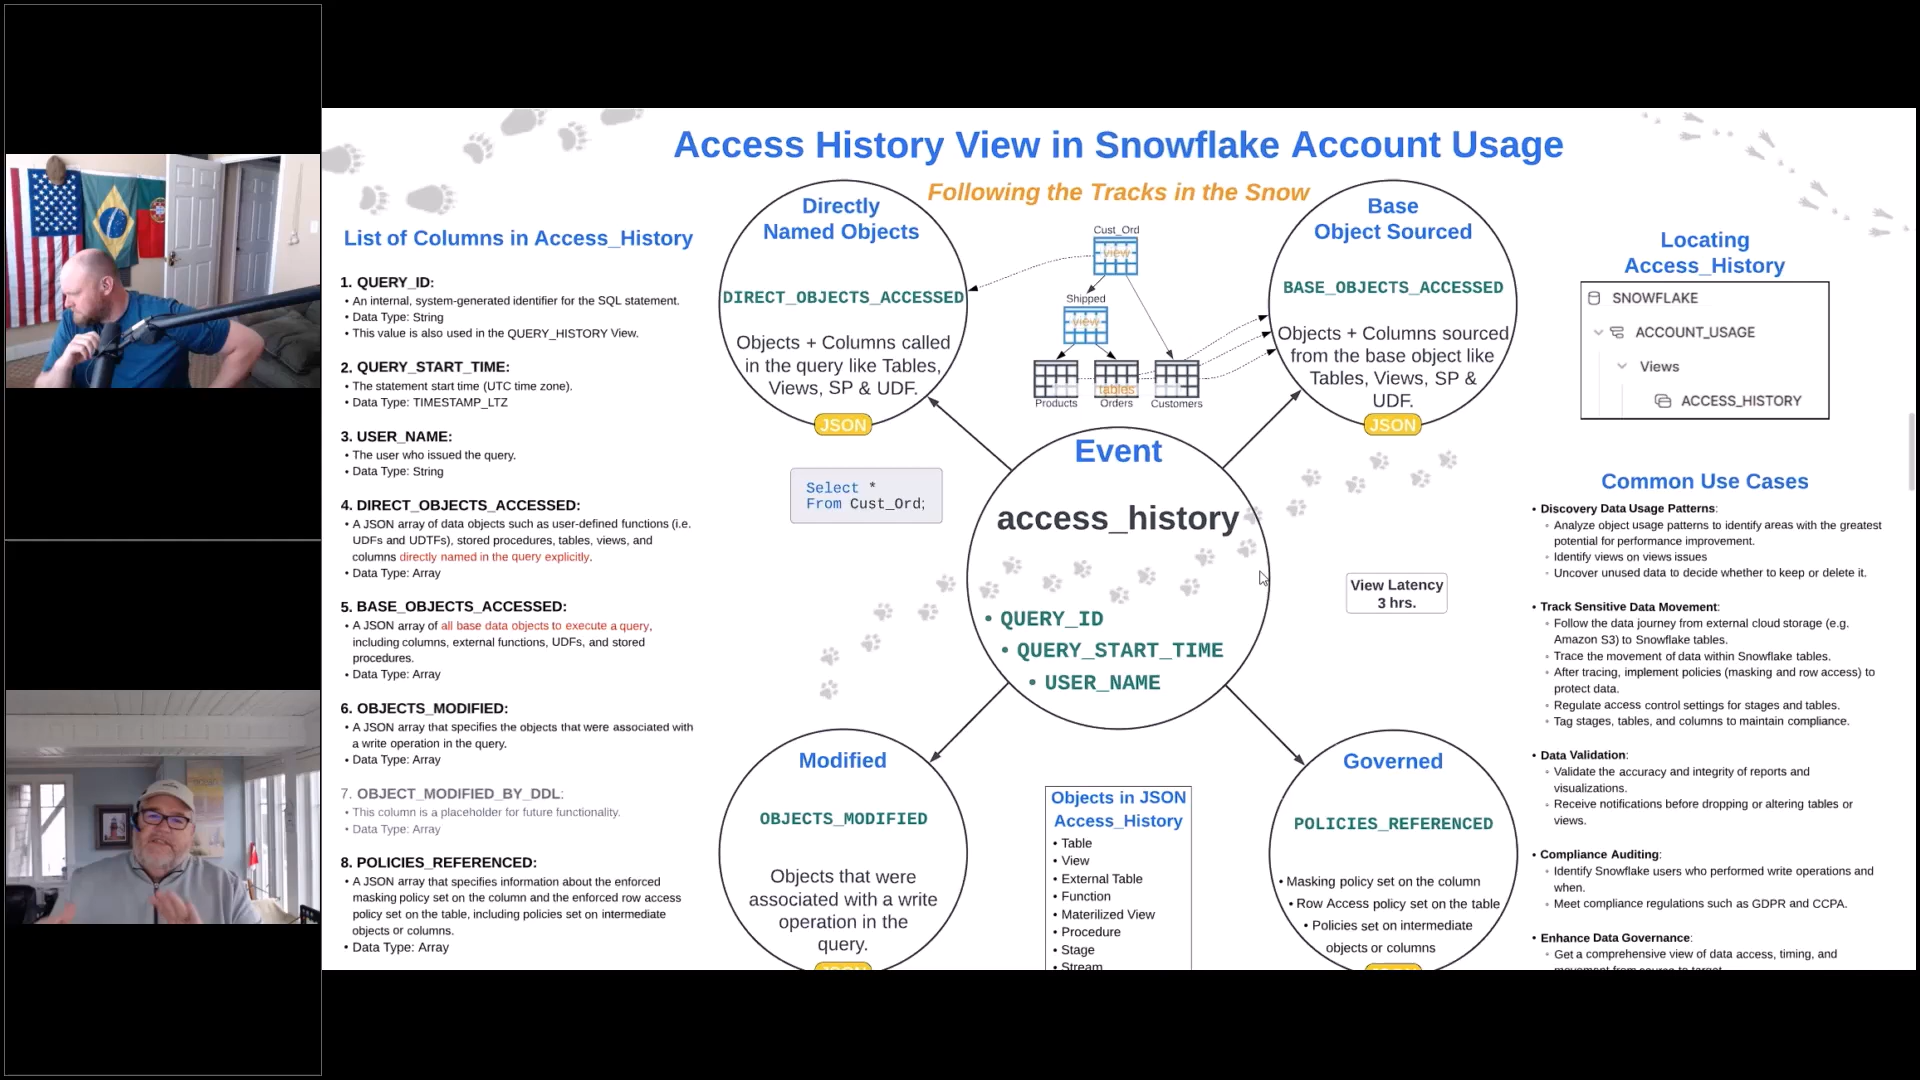 Access History View in Snowflake Account Usage
Following the Tracks in the Snow
List of Columns in Access_History
1. QUERY_ID:
• An internal, system-generated identifier for the SQL statement.
• Data Type: String
• This value is also used in the QUERY_HISTORY View.
2. QUERY_START_TIME:
• The statement start time (UTC time zone).
• Data Type: TIMESTAMP_LTZ
3. USER_NAME:
• The user who issued the query.
• Data Type: String
4. DIRECT_OBJECTS_ACCESSED:
• A JSON array of data objects such as user-defined functions (i.e.
UDFs and UDTFs), stored procedures, tables, views, and
columns directly named in the query explicitly.
• Data Type: Array
5. BASE_OBJECTS_ACCESSED:
• A JSON array of all base data objects to execute a query,
including columns, external functions, UDFs, and stored
procedures.
• Data Type: Array
6. OBJECTS_MODIFIED:
• A JSON array that specifies the objects that were associated with
a write operation in the query.
• Data Type: Array
7. OBJECT_MODIFIED_BY_DDL:
• This column is a placeholder for future functionality.
• Data Type: Array
8. POLICIES_REFERENCED:
• A JSON array that specifies information about the enforced
masking policy set on the column and the enforced row access
policy set on the table, including policies set on intermediate
objects or columns.
• Data Type: Array
Directly
Named Objects
DIRECT_OBJECTS_ACCESSED
Objects + Columns called
in the query like Tables,
Views, SP & UDF.
JSON
Select *
From Cust_Ord;
Cust_Ord
view
Shipped
view
tables
Products
Orders
Customers
Base
Object Sourced
BASE_OBJECTS_ACCESSED
Objects + Columns sourced
from the base object like
Tables, Views, SP &
UDF.
JSON
Event
access_history
• QUERY_ID
• QUERY_START_TIME
• USER_NAME
View Latency
3 hrs.
Modified
OBJECTS_MODIFIED
Objects that were
associated with a write
operation in the
query.
JSON
Objects in JSON
Access_History
• Table
• View
• External Table
• Function
• Materilized View
• Procedure
• Stage
• Stream
Governed
POLICIES_REFERENCED
• Masking policy set on the column
• Row Access policy set on the table
• Policies set on intermediate
objects or columns
JSON
Locating
Access_History
SNOWFLAKE
ACCOUNT_USAGE
Views
ACCESS_HISTORY
Common Use Cases
• Discovery Data Usage Patterns:
◦ Analyze object usage patterns to identify areas with the greatest
potential for performance improvement.
◦ Identify views on views issues
◦ Uncover unused data to decide whether to keep or delete it.
• Track Sensitive Data Movement:
◦ Follow the data journey from external cloud storage (e.g.
Amazon S3) to Snowflake tables.
◦ Trace the movement of data within Snowflake tables.
◦ After tracing, implement policies (masking and row access) to
protect data.
◦ Regulate access control settings for stages and tables.
◦ Tag stages, tables, and columns to maintain compliance.
• Data Validation:
◦ Validate the accuracy and integrity of reports and
visualizations.
◦ Receive notifications before dropping or altering tables or
views.
• Compliance Auditing:
◦ Identify Snowflake users who performed write operations and
when.
◦ Meet compliance regulations such as GDPR and CCPA.
• Enhance Data Governance:
◦ Get a comprehensive view of data access, timing, and
movement from source to target